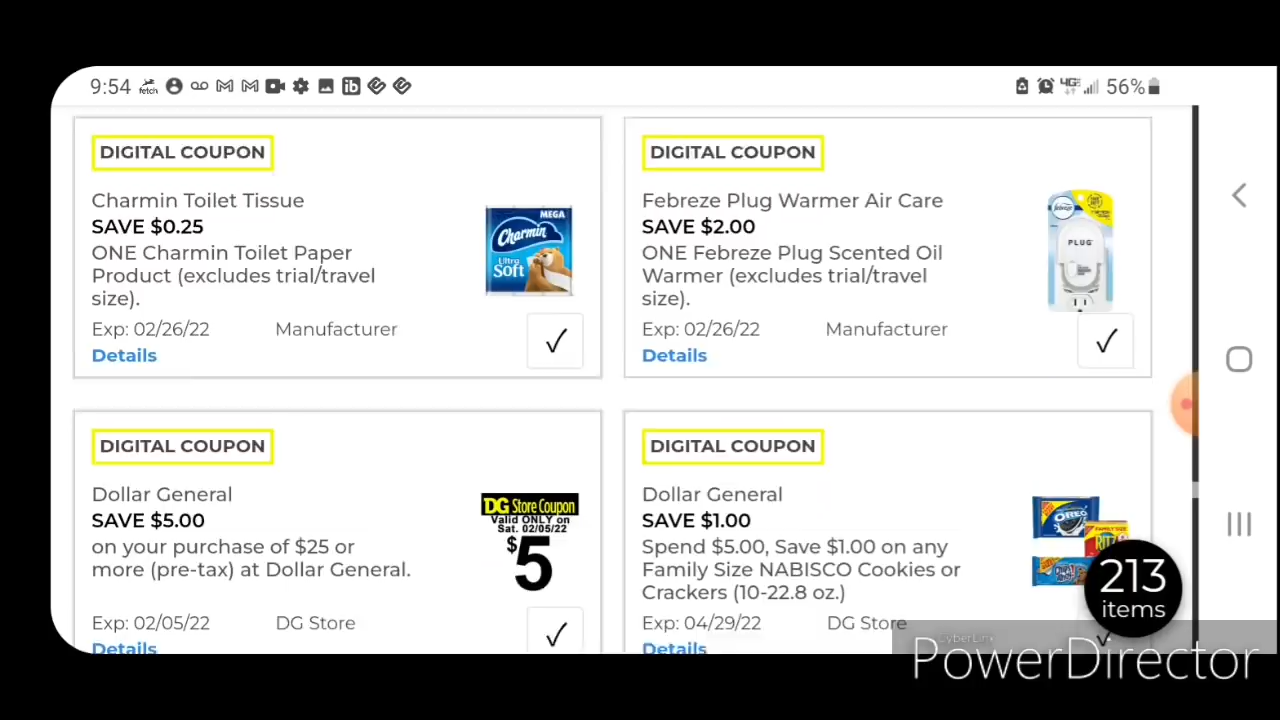 9:54 fetch 4G 56%
DIGITAL COUPON
Charmin Toilet Tissue
SAVE $0.25
ONE Charmin Toilet Paper
Product (excludes trial/travel
size).
Exp: 02/26/22 Manufacturer
Details
MEGA
Charmin
Ultra
Soft
DIGITAL COUPON
Febreze Plug Warmer Air Care
SAVE $2.00
ONE Febreze Plug Scented Oil
Warmer (excludes trial/travel
size).
Exp: 02/26/22 Manufacturer
Details
febreze
PLUG
DIGITAL COUPON
Dollar General
SAVE $5.00
on your purchase of $25 or
more (pre-tax) at Dollar General.
Exp: 02/05/22 DG Store
Details
DG Store Coupon
Valid ONLY on
Sat. 02/05/22
$5
DIGITAL COUPON
Dollar General
SAVE $1.00
Spend $5.00, Save $1.00 on any
Family Size NABISCO Cookies or
Crackers (10-22.8 oz.)
Exp: 04/29/22 DG Store
Details
OREO
FAMILY SIZE
RITZ
213
items
CyberLink
PowerDirector